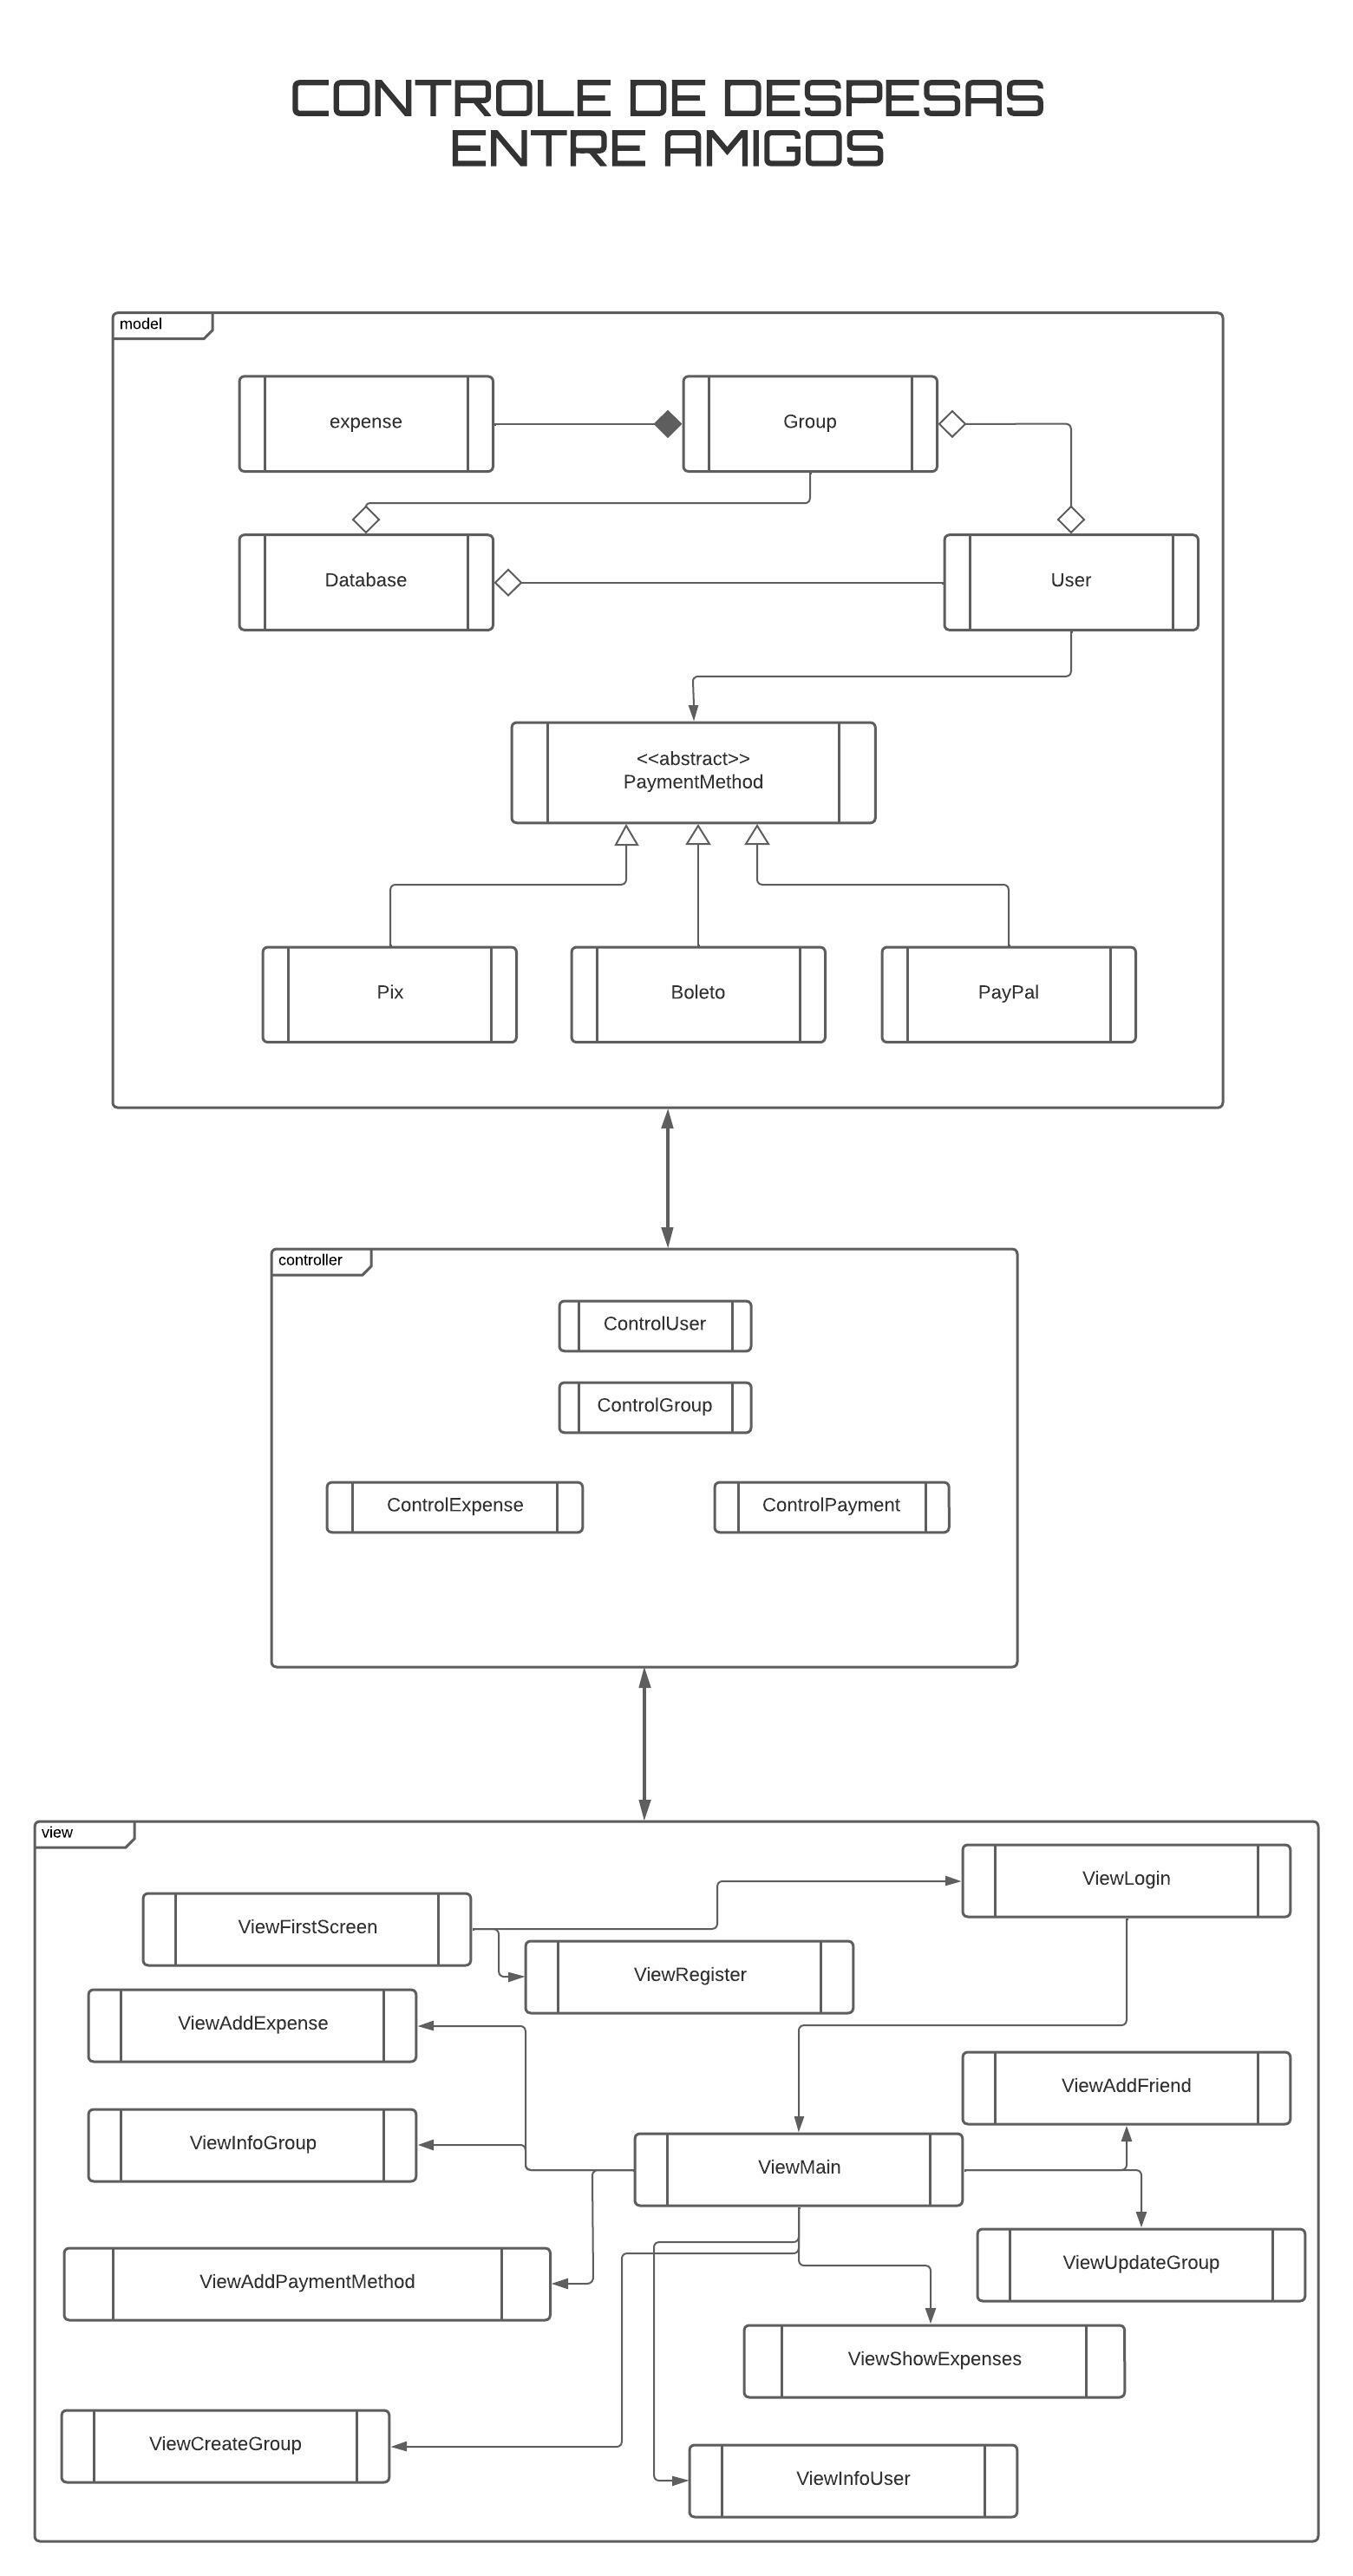 CONTROLE DE DESPESAS
ENTRE AMIGOS
model
expense
Group
Database
User
<<abstract>>
PaymentMethod
Pix
Boleto
PayPal
controller
ControlUser
ControlGroup
ControlExpense
ControlPayment
view
ViewLogin
ViewFirstScreen
ViewRegister
ViewAddExpense
ViewAddFriend
ViewInfoGroup
ViewMain
ViewUpdateGroup
ViewAddPaymentMethod
ViewShowExpenses
ViewCreateGroup
ViewInfoUser